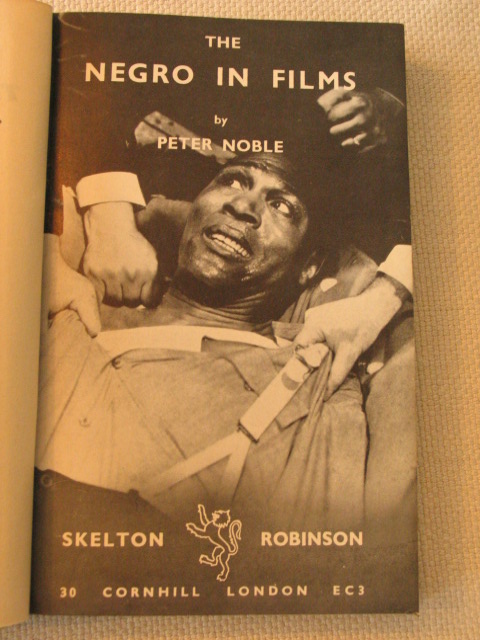 THE
NEGRO IN FILMS
by
PETER NOBLE
SKELTON ROBINSON
30 CORNHILL LONDON EC3